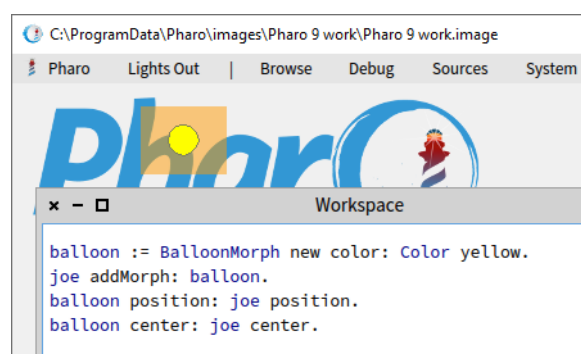 C:\ProgramData\Pharo\images\Pharo 9 work\Pharo 9 work.image
Pharo Lights Out | Browse Debug Sources System
Pharo
Workspace
balloon := BalloonMorph new color: Color yellow.
joe addMorph: balloon.
balloon position: joe position.
balloon center: joe center.